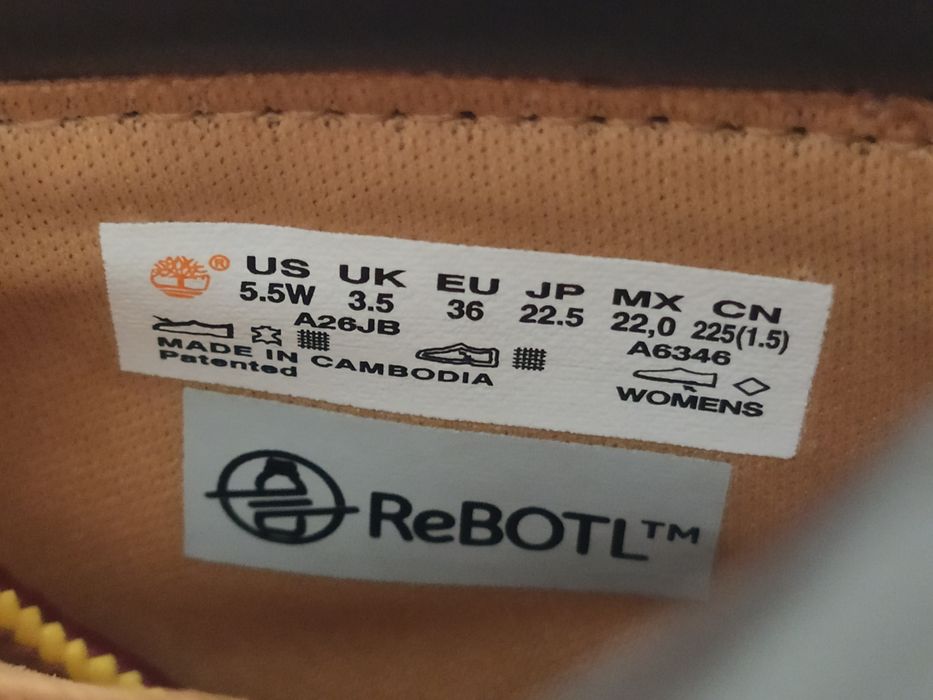 ® US UK EU JP MX CN
5.5W 3.5 36 22.5 22,0 225(1.5)
A26JB A6346
MADE IN CAMBODIA
Patented WOMENS
ReBOTL™